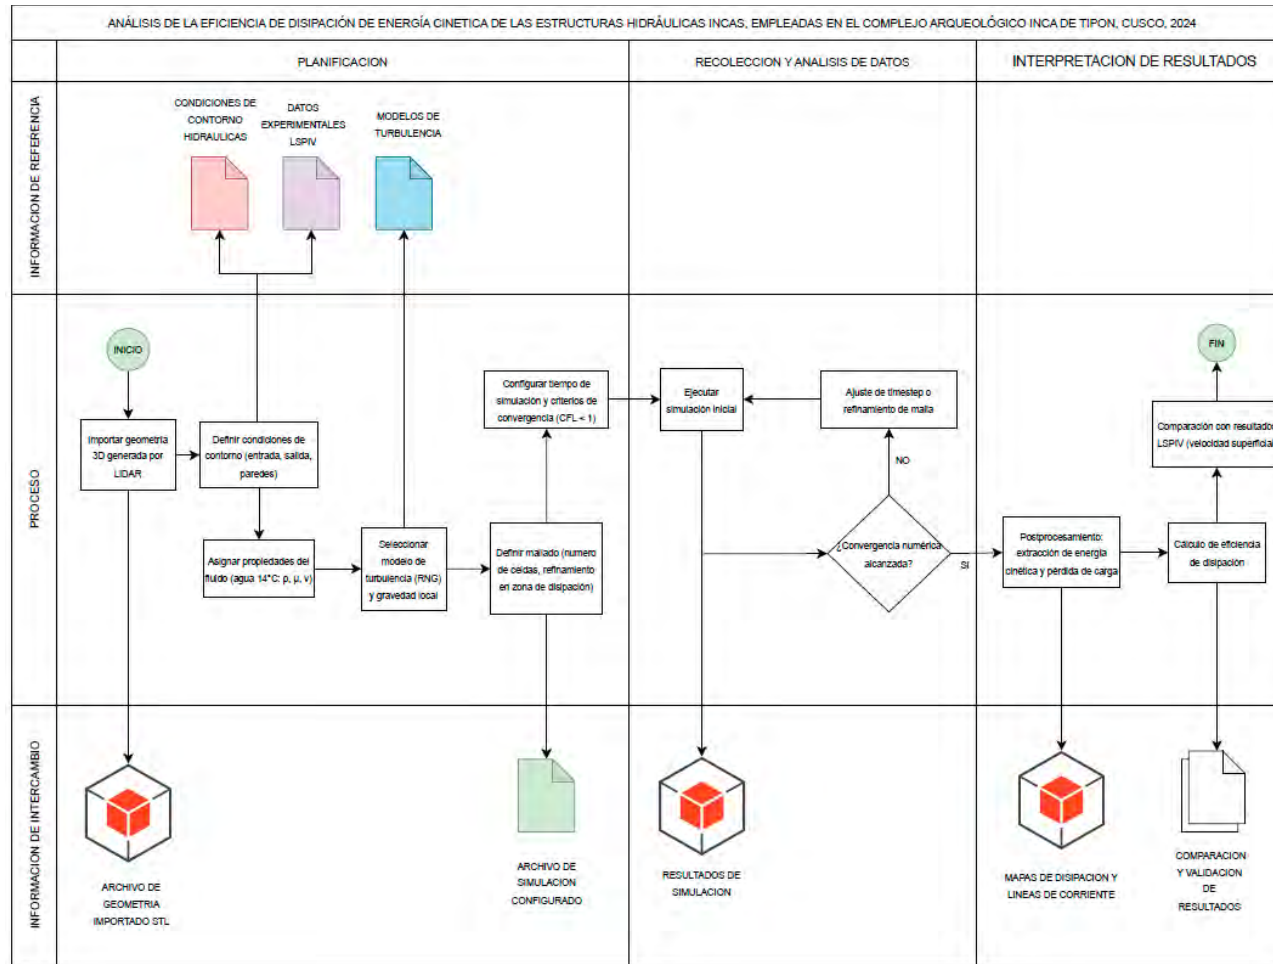 ANÁLISIS DE LA EFICIENCIA DE DISIPACIÓN DE ENERGÍA CINETICA DE LAS ESTRUCTURAS HIDRÁULICAS INCAS, EMPLEADAS EN EL COMPLEJO ARQUEOLÓGICO INCA DE TIPON, CUSCO, 2024
PLANIFICACION
RECOLECCION Y ANALISIS DE DATOS
INTERPRETACION DE RESULTADOS
INFORMACION DE REFERENCIA
CONDICIONES DE
CONTORNO
HIDRAULICAS
DATOS
EXPERIMENTALES
LSPIV
MODELOS DE
TURBULENCIA
PROCESO
INICIO
Importar geometría
3D generada por
LIDAR
Definir condiciones de
contorno (entrada, salida,
paredes)
Asignar propiedades del
fluido (agua 14°C: ρ, μ, ν)
Seleccionar
modelo de
turbulencia (RNG)
y gravedad local
Definir mallado (numero
de celdas, refinamiento
en zona de disipación)
Configurar tiempo de
simulación y criterios de
convergencia (CFL < 1)
Ejecutar
simulación inicial
Ajuste de timestep o
refinamiento de malla
NO
¿Convergencia numérica
alcanzada?
SI
Postprocesamiento:
extracción de energía
cinética y pérdida de carga
Cálculo de eficiencia
de disipación
Comparación con resultados
LSPIV (velocidad superficial)
FIN
INFORMACION DE INTERCAMBIO
ARCHIVO DE
GEOMETRIA
IMPORTADO STL
ARCHIVO DE
SIMULACION
CONFIGURADO
RESULTADOS DE
SIMULACION
MAPAS DE DISIPACION Y
LINEAS DE CORRIENTE
COMPARACION
Y VALIDACION
DE
RESULTADOS